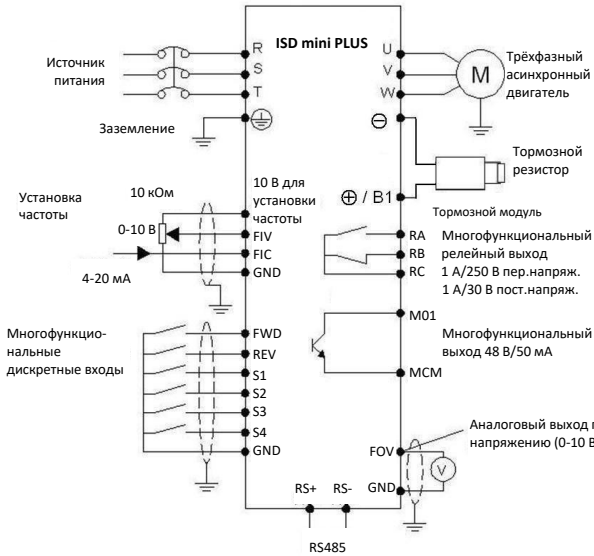 ISD mini PLUS
Источник
питания
R
S
T
U
V
W
M
Трёхфазный
асинхронный
двигатель
Заземление
⊖
Тормозной
резистор
⊕ / B1
Тормозной модуль
Установка
частоты
10 кОм
0-10 В
4-20 мА
10 В для
установки
частоты
FIV
FIC
GND
RA
RB
RC
Многофункциональный
релейный выход
1 А/250 В пер.напряж.
1 А/30 В пост.напряж.
M01
MCM
Многофункциональный
выход 48 В/50 мА
Многофункцио-
нальные
дискретные входы
FWD
REV
S1
S2
S3
S4
GND
Аналоговый выход
напряжению (0-10 В
FOV
V
GND
RS+ RS-
RS485